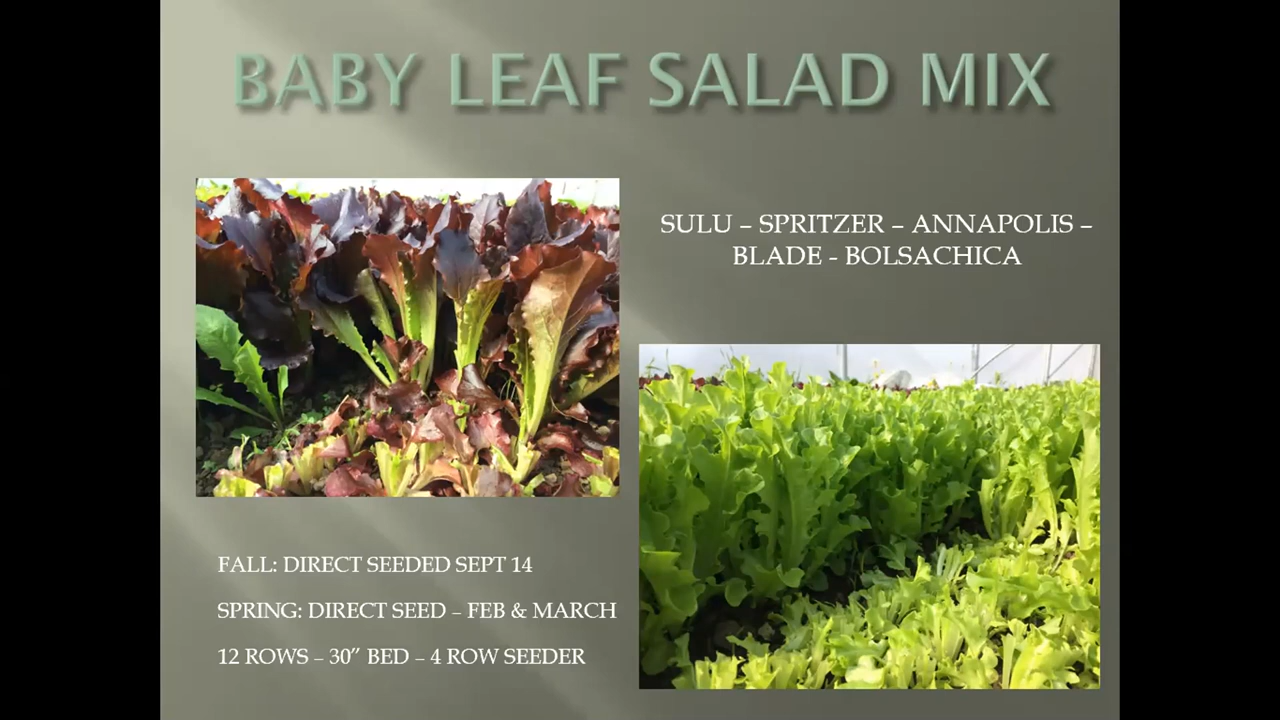 BABY LEAF SALAD MIX
SULU – SPRITZER – ANNAPOLIS –
BLADE - BOLSACHICA
FALL: DIRECT SEEDED SEPT 14
SPRING: DIRECT SEED – FEB & MARCH
12 ROWS – 30” BED – 4 ROW SEEDER